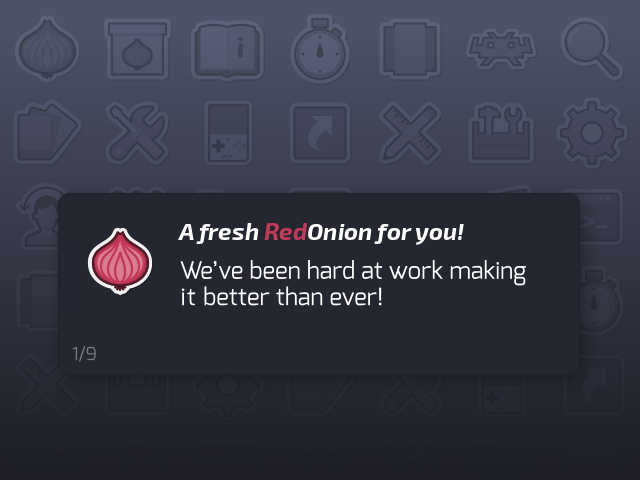 A fresh RedOnion for you!
We've been hard at work making
it better than ever!
1/9